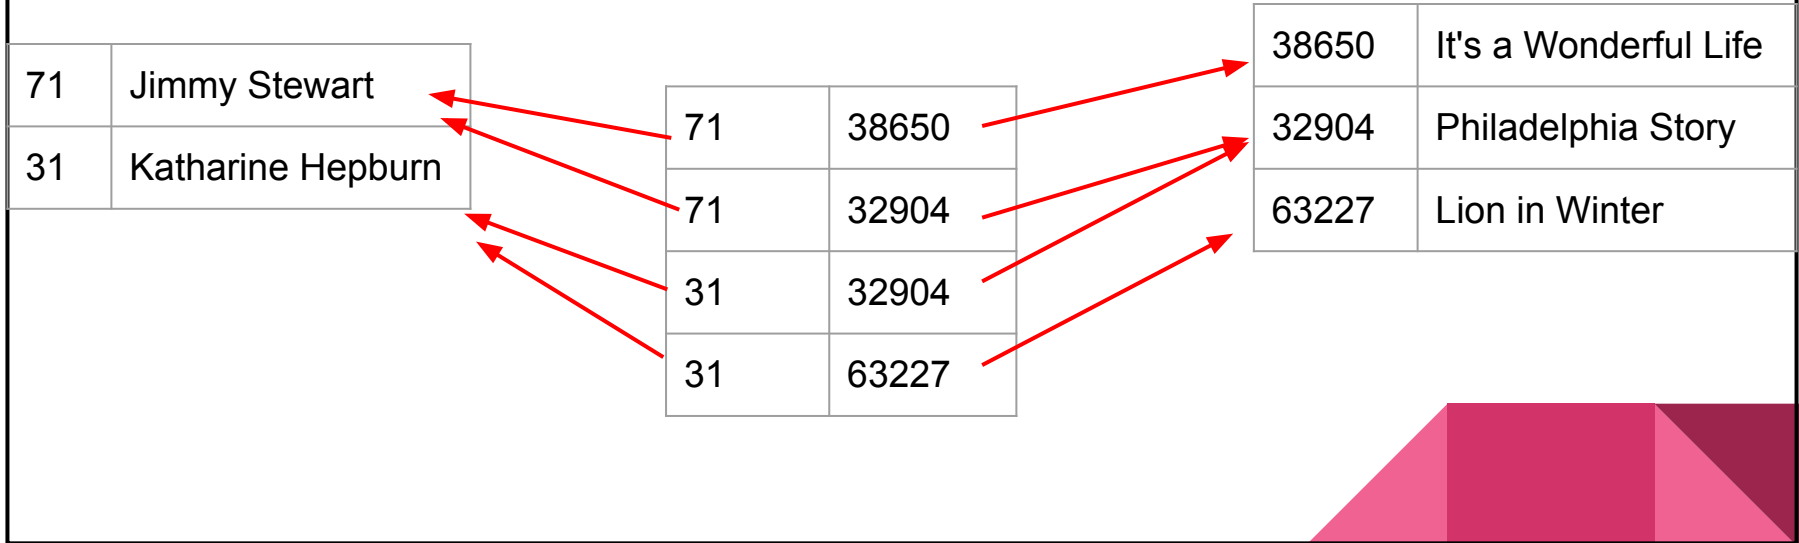 71 Jimmy Stewart
31 Katharine Hepburn
71 38650
71 32904
31 32904
31 63227
38650 It's a Wonderful Life
32904 Philadelphia Story
63227 Lion in Winter